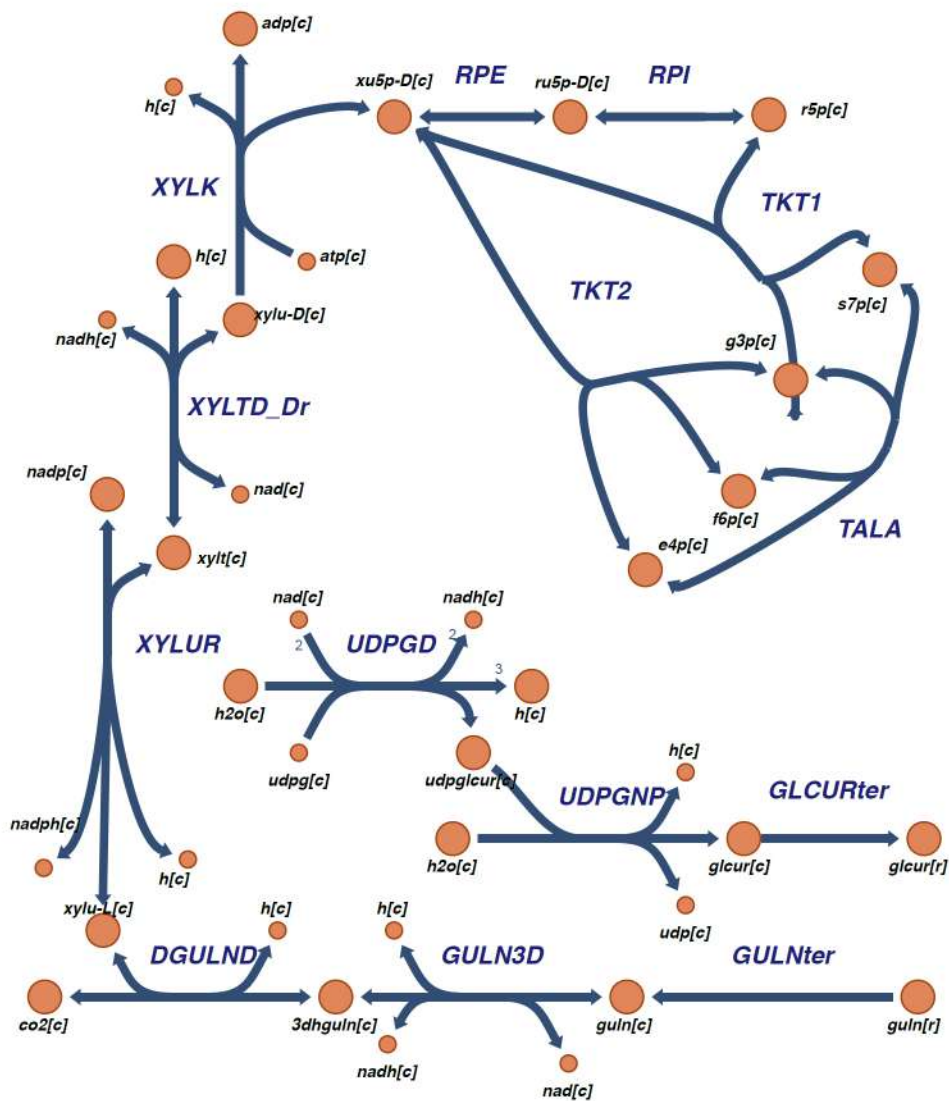 adp[c]
xu5p-D[c]
RPE
ru5p-D[c]
RPI
r5p[c]
h[c]
XYLK
TKT1
h[c]
atp[c]
TKT2
s7p[c]
xylu-D[c]
nadh[c]
g3p[c]
XYLTD_Dr
nadp[c]
nad[c]
f6p[c]
TALA
e4p[c]
xylt[c]
nad[c]
nadh[c]
XYLUR
2
UDPGD
2
3
h2o[c]
h[c]
udpg[c]
udpglcur[c]
h[c]
UDPGNP
GLCURter
nadph[c]
h[c]
h2o[c]
glcur[c]
glcur[r]
xylu-L[c]
h[c]
h[c]
udp[c]
DGULND
GULN3D
GULNter
co2[c]
3dhguln[c]
guln[c]
guln[r]
nadh[c]
nad[c]